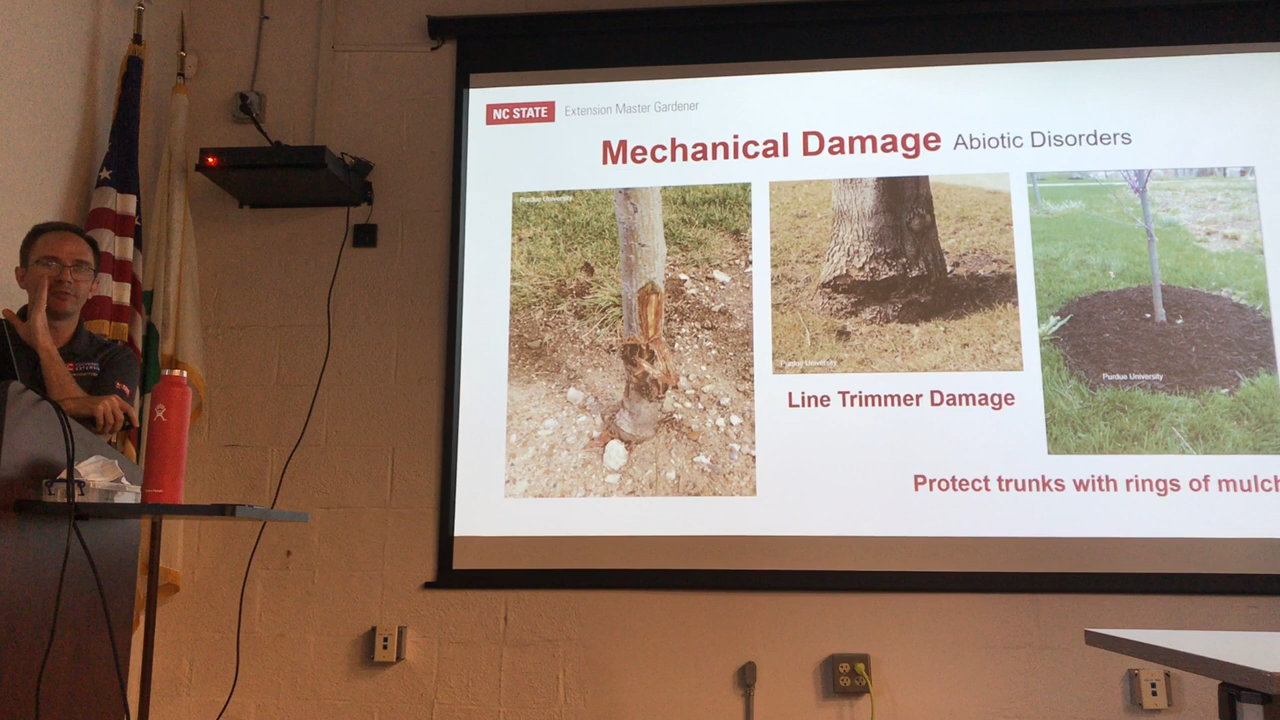 NC STATE
Extension Master Gardener
Mechanical Damage Abiotic Disorders
Purdue University
Purdue University
Purdue University
Line Trimmer Damage
Protect trunks with rings of mulch